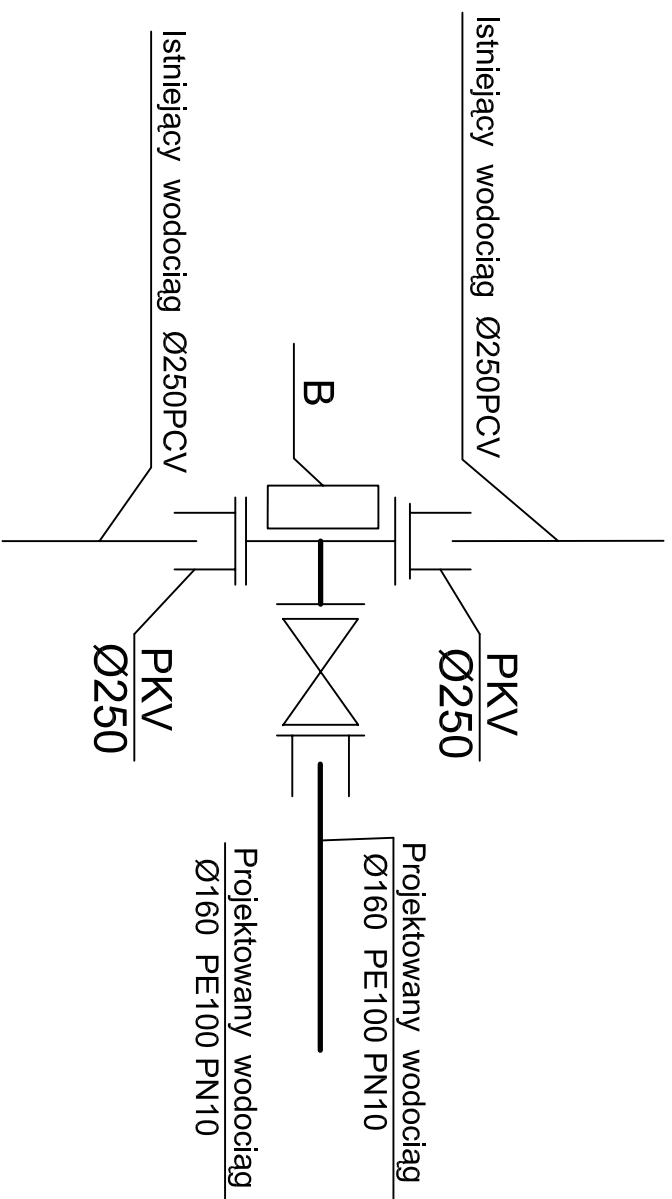 Istniejący wodociąg Ø250PCV
PKV
Ø250
Projektowany wodociąg
Ø160 PE100 PN10
B
Istniejący wodociąg Ø250PCV
PKV
Ø250
Projektowany wodociąg
Ø160 PE100 PN10